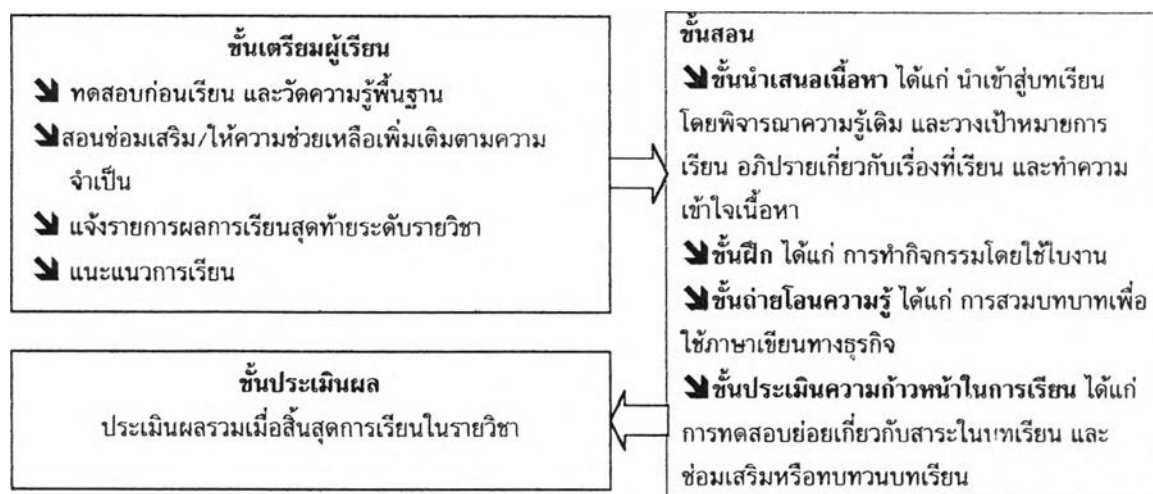 ขั้นเตรียมผู้เรียน
ทดสอบก่อนเรียน และวัดความรู้พื้นฐาน
สอนซ่อมเสริม/ให้ความช่วยเหลือเพิ่มเติมตามความ
จำเป็น
แจ้งรายการผลการเรียนสุดท้ายระดับรายวิชา
แนะแนวการเรียน
ขั้นสอน
ขั้นนำเสนอเนื้อหา ได้แก่ นำเข้าสู่บทเรียน
โดยพิจารณาความรู้เดิม และวางเป้าหมายการ
เรียน อภิปรายเกี่ยวกับเรื่องที่เรียน และทำความ
เข้าใจเนื้อหา
ขั้นฝึก ได้แก่ การทำกิจกรรมโดยใช้ใบงาน
ขั้นถ่ายโอนความรู้ ได้แก่ การสวมบทบาทเพื่อ
ใช้ภาษาเขียนทางธุรกิจ
ขั้นประเมินความก้าวหน้าในการเรียน ได้แก่
การทดสอบย่อยเกี่ยวกับสาระในบทเรียน และ
ซ่อมเสริมหรือทบทวนบทเรียน
ขั้นประเมินผล
ประเมินผลรวมเมื่อสิ้นสุดการเรียนในรายวิชา